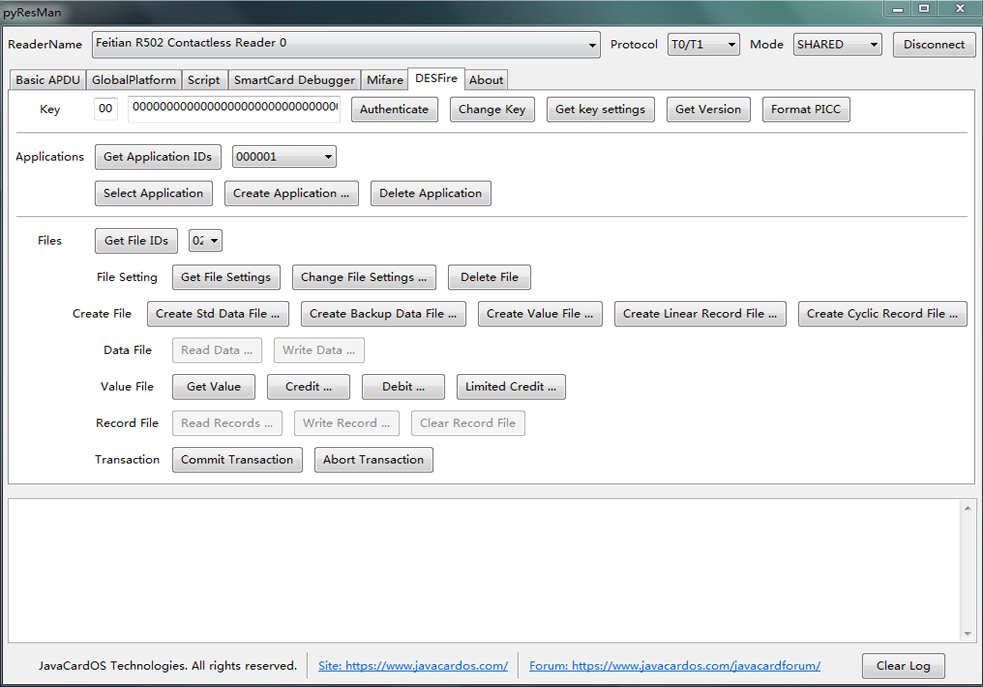 pyResMan
ReaderName Feitian R502 Contactless Reader 0 Protocol T0/T1 Mode SHARED Disconnect
Basic APDU GlobalPlatform Script SmartCard Debugger Mifare DESFire About
Key 00 00000000000000000000000000000000 Authenticate Change Key Get key settings Get Version Format PICC
Applications Get Application IDs 000001
Select Application Create Application ... Delete Application
Files Get File IDs 02
File Setting Get File Settings Change File Settings ... Delete File
Create File Create Std Data File ... Create Backup Data File ... Create Value File ... Create Linear Record File ... Create Cyclic Record File ...
Data File Read Data ... Write Data ...
Value File Get Value Credit ... Debit ... Limited Credit ...
Record File Read Records ... Write Record ... Clear Record File
Transaction Commit Transaction Abort Transaction
JavaCardOS Technologies. All rights reserved. Site: https://www.javacardos.com/ Forum: https://www.javacardos.com/javacardforum/ Clear Log